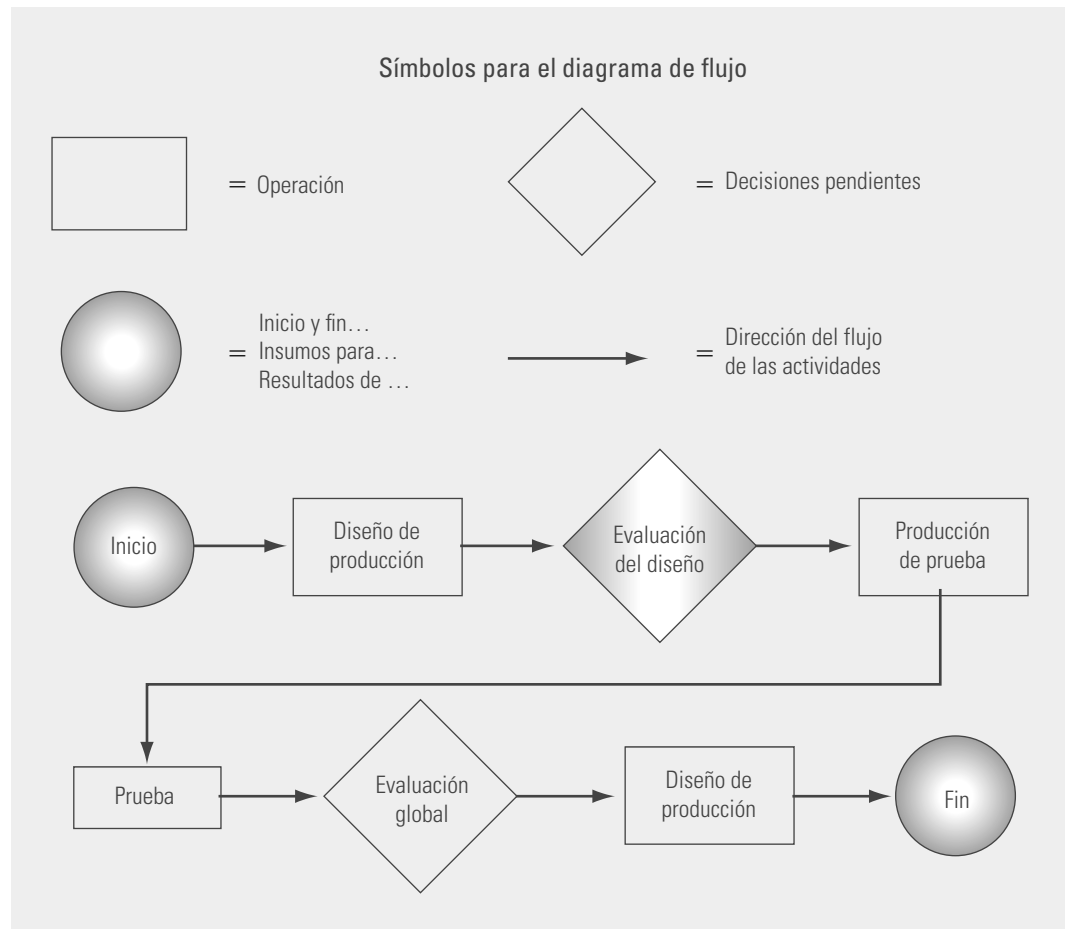 Símbolos para el diagrama de flujo
= Operación
= Decisiones pendientes
Inicio y fin…
= Insumos para…
Resultados de …
Dirección del flujo
= de las actividades
Inicio
Diseño de
producción
Evaluación
del diseño
Producción
de prueba
Prueba
Evaluación
global
Diseño de
producción
Fin